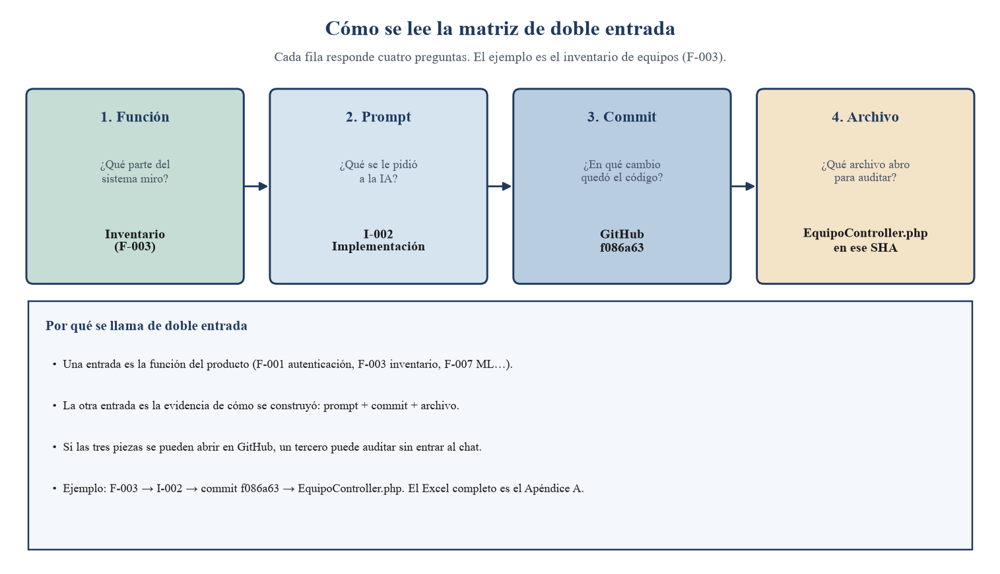 Cómo se lee la matriz de doble entrada
Cada fila responde cuatro preguntas. El ejemplo es el inventario de equipos (F-003).
1. Función
¿Qué parte del
sistema miro?
Inventario
(F-003)
2. Prompt
¿Qué se le pidió
a la IA?
I-002
Implementación
3. Commit
¿En qué cambio
quedó el código?
GitHub
f086a63
4. Archivo
¿Qué archivo abro
para auditar?
EquipoController.php
en ese SHA
Por qué se llama de doble entrada
• Una entrada es la función del producto (F-001 autenticación, F-003 inventario, F-007 ML…).
• La otra entrada es la evidencia de cómo se construyó: prompt + commit + archivo.
• Si las tres piezas se pueden abrir en GitHub, un tercero puede auditar sin entrar al chat.
• Ejemplo: F-003 → I-002 → commit f086a63 → EquipoController.php. El Excel completo es el Apéndice A.